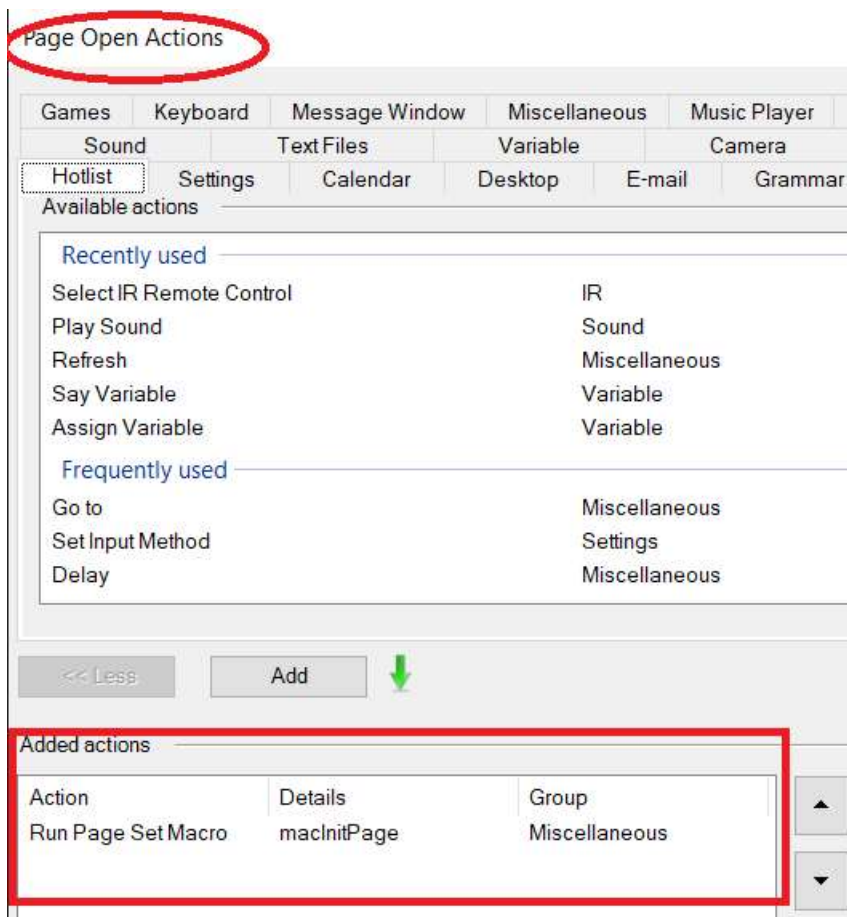 Page Open Actions
Games Keyboard Message Window Miscellaneous Music Player
Sound Text Files Variable Camera
Hotlist Settings Calendar Desktop E-mail Grammar
Available actions
Recently used
Select IR Remote Control IR
Play Sound Sound
Refresh Miscellaneous
Say Variable Variable
Assign Variable Variable
Frequently used
Go to Miscellaneous
Set Input Method Settings
Delay Miscellaneous
<< Less Add
Added actions
Action Details Group
Run Page Set Macro macInitPage Miscellaneous